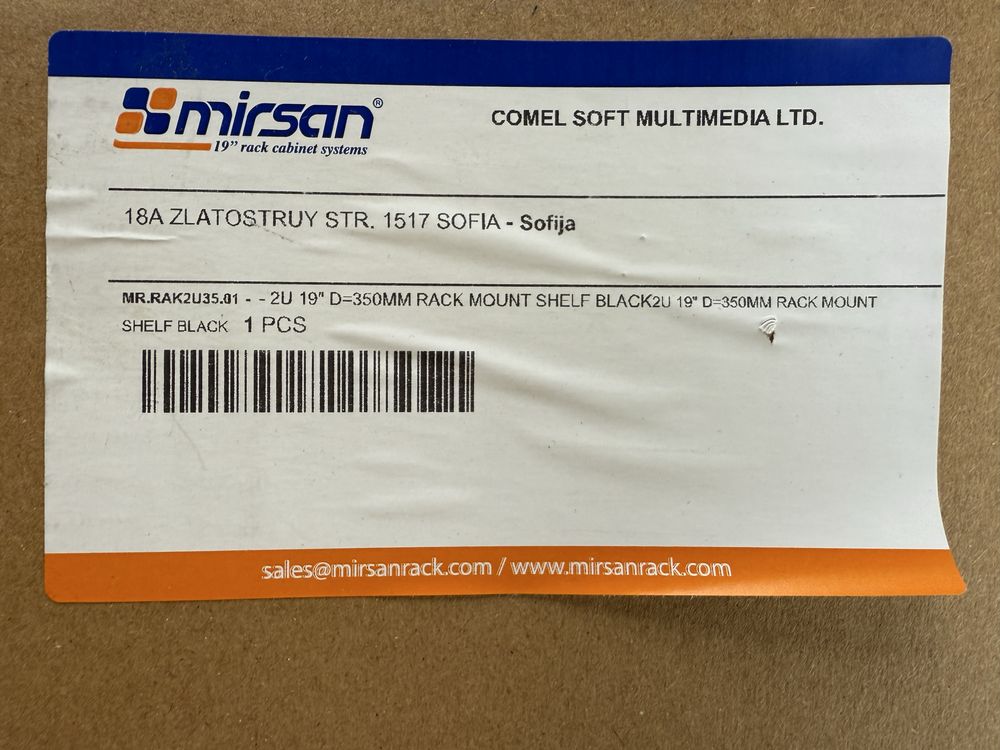 mirsan®
19" rack cabinet systems
COMEL SOFT MULTIMEDIA LTD.
18A ZLATOSTRUY STR. 1517 SOFIA - Sofija
MR.RAK2U35.01 - - 2U 19" D=350MM RACK MOUNT SHELF BLACK2U 19" D=350MM RACK MOUNT
SHELF BLACK 1 PCS
sales@mirsanrack.com / www.mirsanrack.com